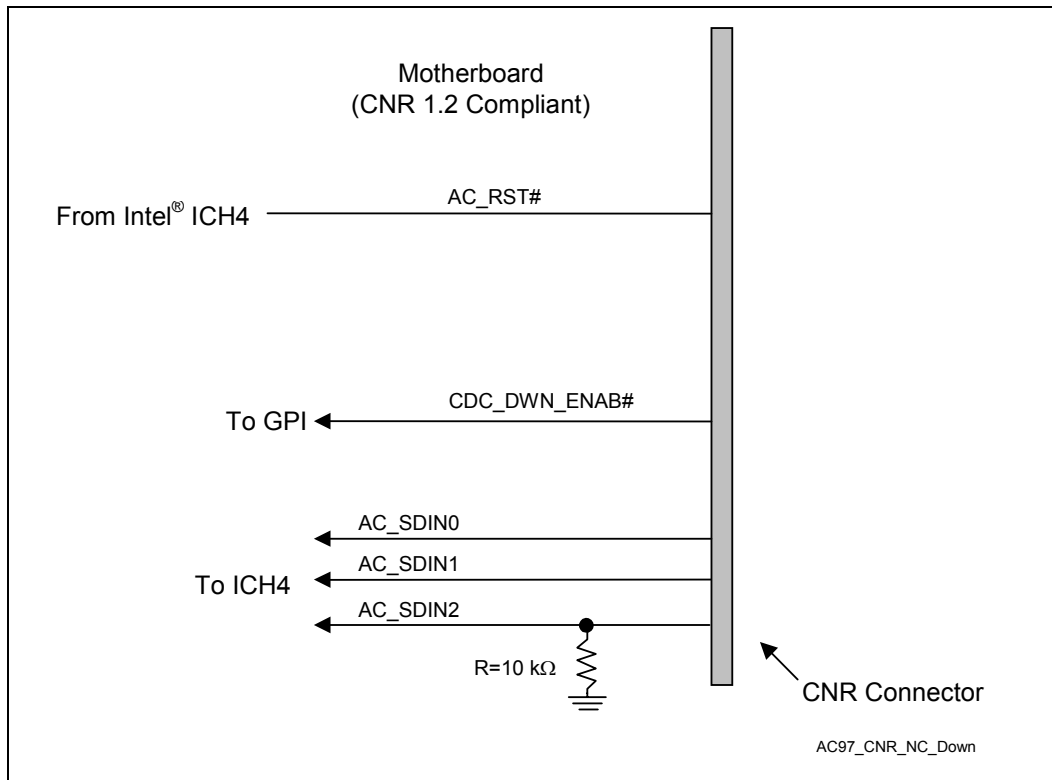 Motherboard
(CNR 1.2 Compliant)
AC_RST#
From Intel® ICH4
CDC_DWN_ENAB#
To GPI
AC_SDIN0
AC_SDIN1
To ICH4
AC_SDIN2
R=10 kΩ
CNR Connector
AC97_CNR_NC_Down